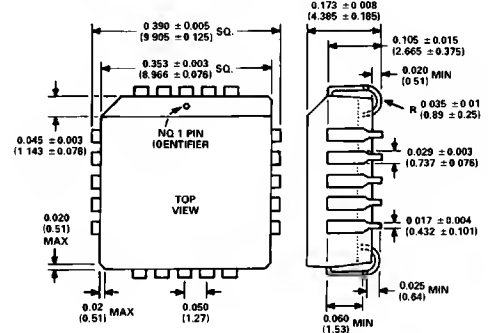 0.390 ± 0.005
(9.905 ± 0.125) SQ.
0.353 ± 0.003
(8.966 ± 0.076) SQ.
0.173 ± 0.008
(4.385 ± 0.185)
0.105 ± 0.015
(2.665 ± 0.375)
0.020
(0.51) MIN
R 0.035 ± 0.01
(0.89 ± 0.25)
NO. 1 PIN
IDENTIFIER
0.045 ± 0.003
(1.143 ± 0.078)
0.029 ± 0.003
(0.737 ± 0.076)
TOP
VIEW
0.020
(0.51)
MAX
0.017 ± 0.004
(0.432 ± 0.101)
0.02
(0.51) MAX
0.050
(1.27)
0.025
(0.64) MIN
0.060
(1.53) MIN